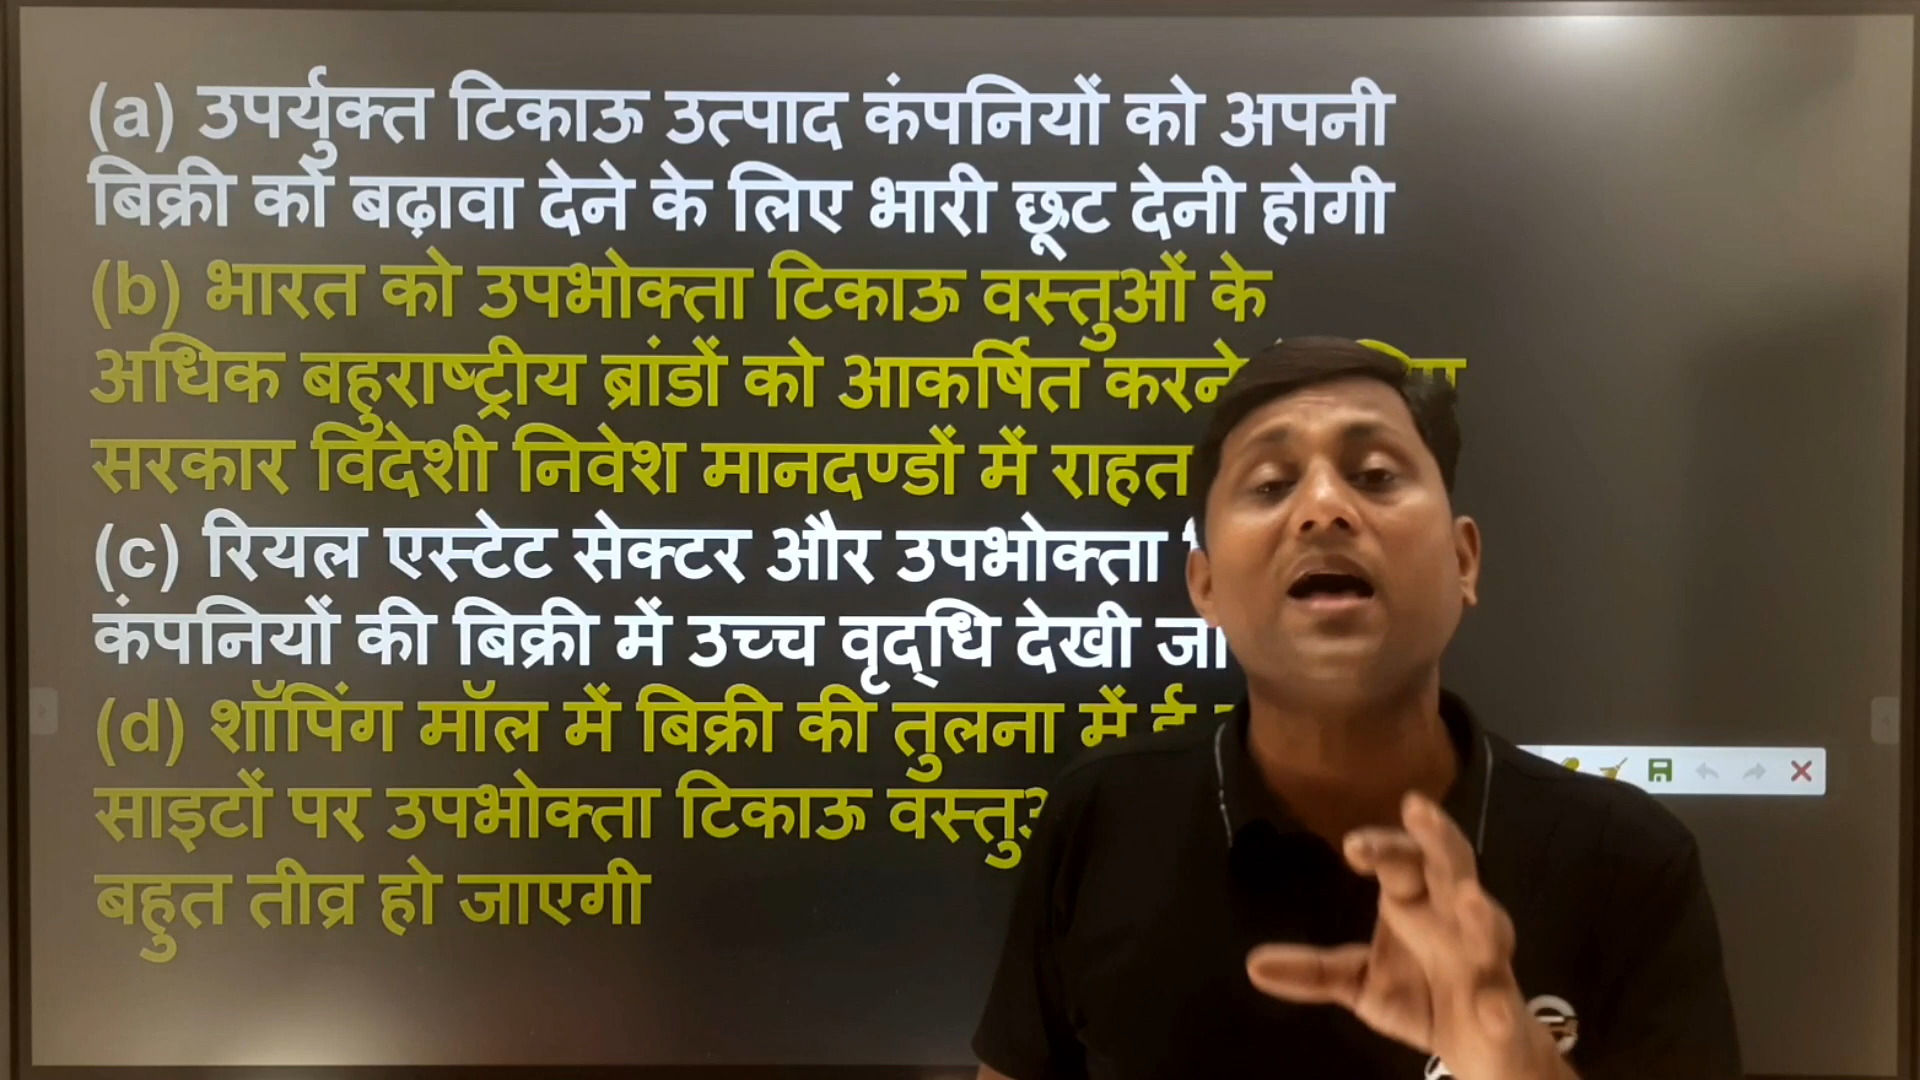 (a) उपर्युक्त टिकाऊ उत्पाद कंपनियों को अपनी
बिक्री को बढ़ावा देने के लिए भारी छूट देनी होगी
(b) भारत को उपभोक्ता टिकाऊ वस्तुओं के
अधिक बहुराष्ट्रीय ब्रांडों को आकर्षित करने
सरकार विदेशी निवेश मानदण्डों में राहत
(c) रियल एस्टेट सेक्टर और उपभोक्ता
कंपनियों की बिक्री में उच्च वृद्धि देखी
(d) शॉपिंग मॉल में बिक्री की तुलना में ई
साइटों पर उपभोक्ता टिकाऊ
बहुत तीव्र हो जाएगी